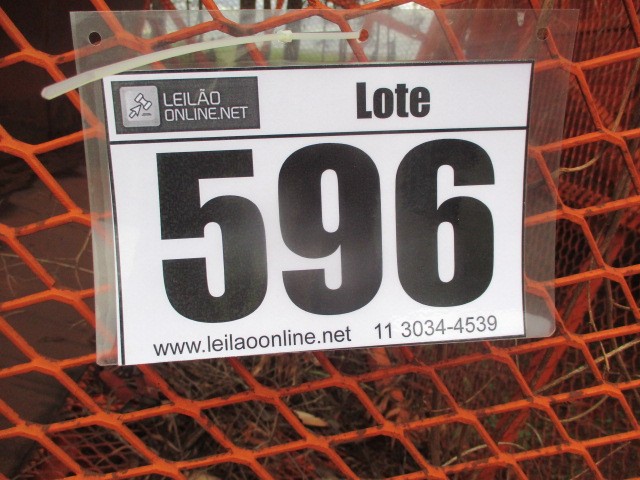 LEILÃO
ONLINE.NET
Lote
596
www.leilaoonline.net 11 3034-4539